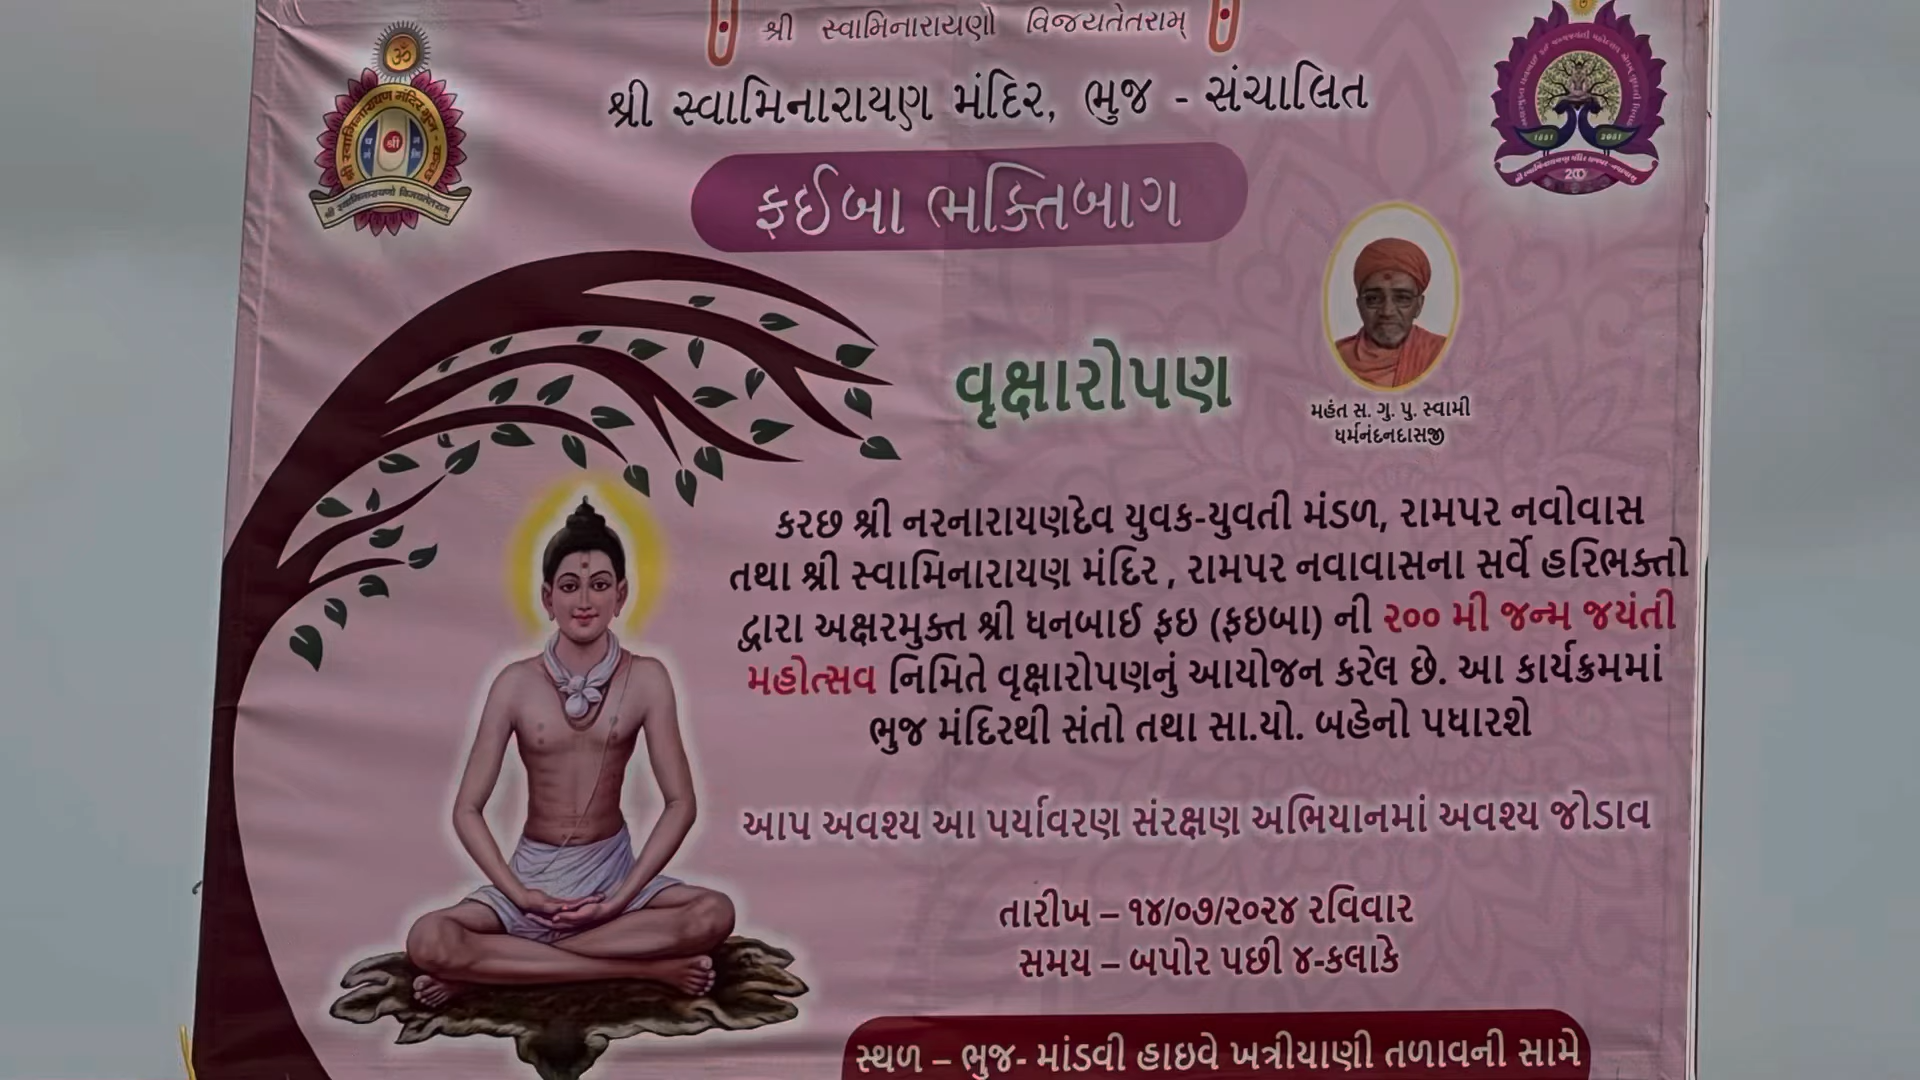 શ્રી સ્વામિનારાયણો વિજયતેતરામ્
શ્રી સ્વામિનારાયણ મંદિર, ભુજ - સંચાલિત
ફઈબા ભક્તિબાગ
વૃક્ષારોપણ
મહંત સ. ગુ. પુ. સ્વામી
ધર્મનંદનદાસજી
કરછ શ્રી નરનારાયણદેવ યુવક-યુવતી મંડળ, રામપર નવોવાસ
તથા શ્રી સ્વામિનારાયણ મંદિર , રામપર નવાવાસના સર્વે હરિભક્તો
દ્વારા અક્ષરમુક્ત શ્રી ધનબાઈ ફઇ (ફઇબા) ની ૨૦૦ મી જન્મ જયંતી
મહોત્સવ નિમિતે વૃક્ષારોપણનું આયોજન કરેલ છે. આ કાર્યક્રમમાં
ભુજ મંદિરથી સંતો તથા સા.યો. બહેનો પધારશે
આપ અવશ્ય આ પર્યાવરણ સંરક્ષણ અભિયાનમાં અવશ્ય જોડાવ
તારીખ – ૧૪/૦૭/૨૦૨૪ રવિવાર
સમય – બપોર પછી ૪-કલાકે
સ્થળ – ભુજ- માંડવી હાઇવે ખત્રીયાણી તળાવની સામે